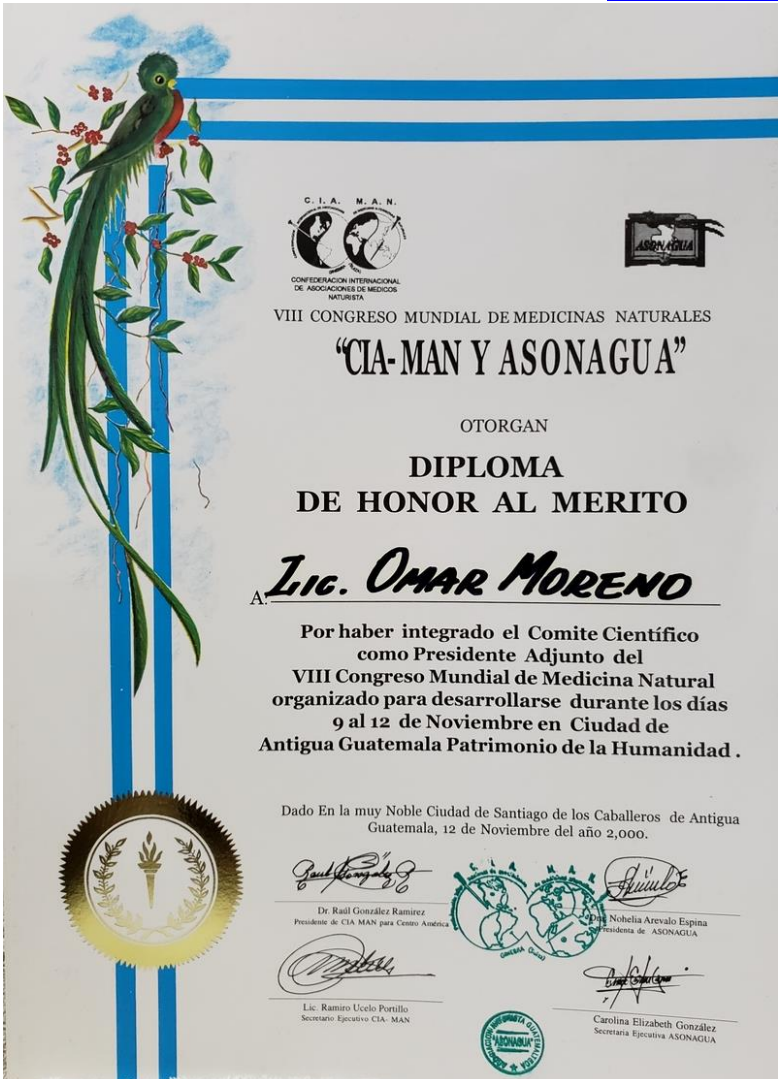 C. I. A. M. A. N.
CONFEDERACION INTERNACIONAL
DE ASOCIACIONES DE MEDICOS
NATURISTA
ASONAGUA
VIII CONGRESO MUNDIAL DE MEDICINAS NATURALES
“CIA-MAN Y ASONAGUA”
OTORGAN
DIPLOMA
DE HONOR AL MERITO
A: Lic. OMAR MORENO
Por haber integrado el Comite Científico
como Presidente Adjunto del
VIII Congreso Mundial de Medicina Natural
organizado para desarrollarse durante los días
9 al 12 de Noviembre en Ciudad de
Antigua Guatemala Patrimonio de la Humanidad .
Dado En la muy Noble Ciudad de Santiago de los Caballeros de Antigua
Guatemala, 12 de Noviembre del año 2,000.
C I A M A N
GINEBRA (Suiza)
Dr. Raúl González Ramirez
Presidente de CIA MAN para Centro América
Nohelia Arevalo Espina
Presidenta de ASONAGUA
Lic. Ramiro Ucelo Portillo
Secretario Ejecutivo CIA- MAN
Carolina Elizabeth González
Secretaria Ejecutiva ASONAGUA
ASOCIACION NATURISTA GUATEMALTECA
"ASONAGUA"